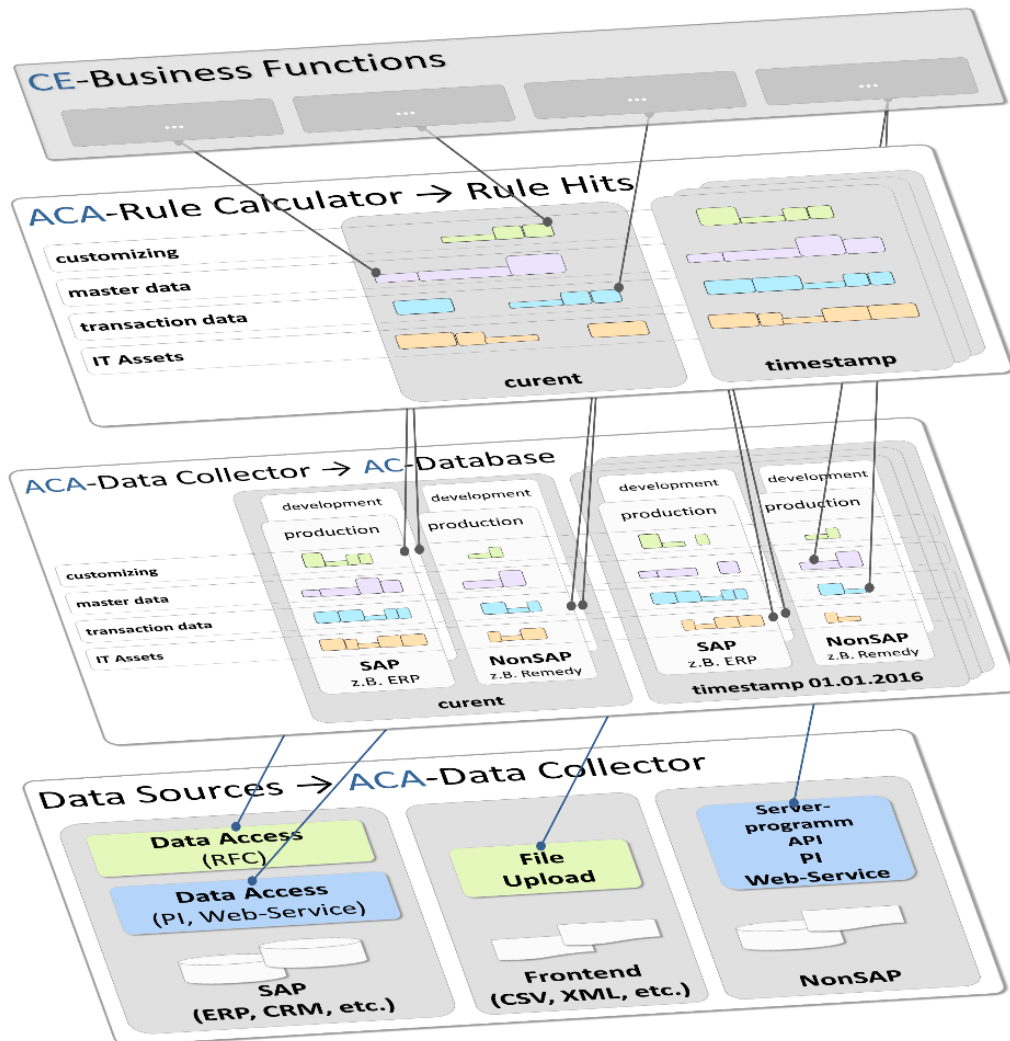 CE-Business Functions
... ... ... ...
ACA-Rule Calculator → Rule Hits
customizing
master data
transaction data
IT Assets
curent
timestamp
ACA-Data Collector → AC-Database
development
development
development
development
production
production
production
production
customizing
master data
transaction data
IT Assets
SAP
z.B. ERP
NonSAP
z.B. Remedy
SAP
z.B. ERP
NonSAP
z.B. Remedy
curent
timestamp 01.01.2016
Data Sources → ACA-Data Collector
Data Access
(RFC)
Data Access
(PI, Web-Service)
SAP
(ERP, CRM, etc.)
File
Upload
Frontend
(CSV, XML, etc.)
Server-
programm
API
PI
Web-Service
NonSAP